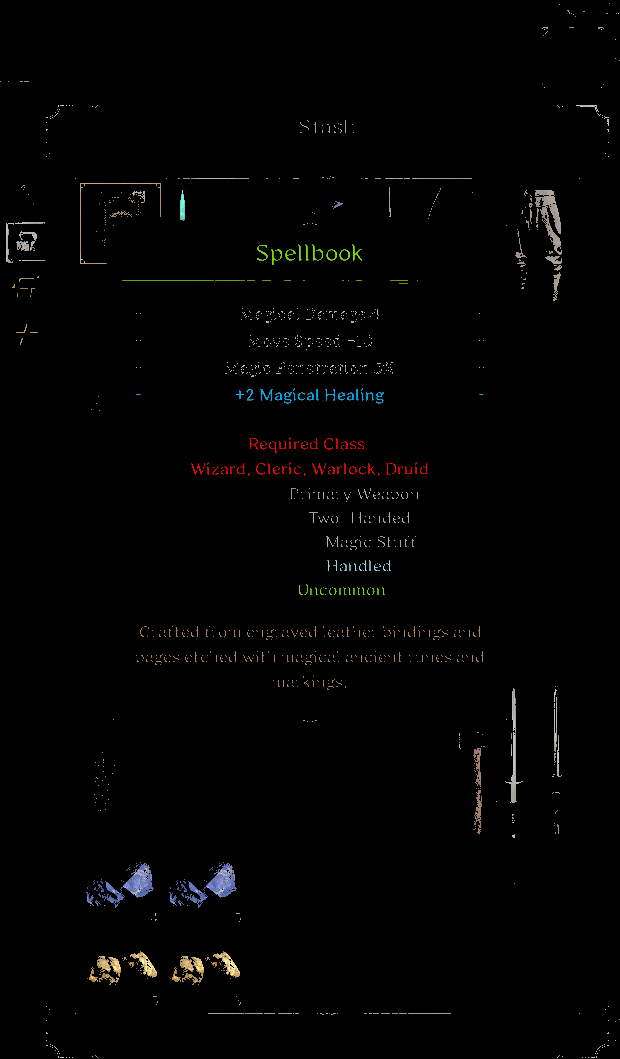 Stash
Spellbook
Magical Damage 4
Move Speed
Magic Penetration
+2 Magical Healing
Required Class
Wizard, Cleric, Warlock, Druid
Primary Weapon
Two Handed
Magic Stuff
Handled
Uncommon
Crafted from engraved leather bindings and
pages etched with magical ancient runes and
markings.